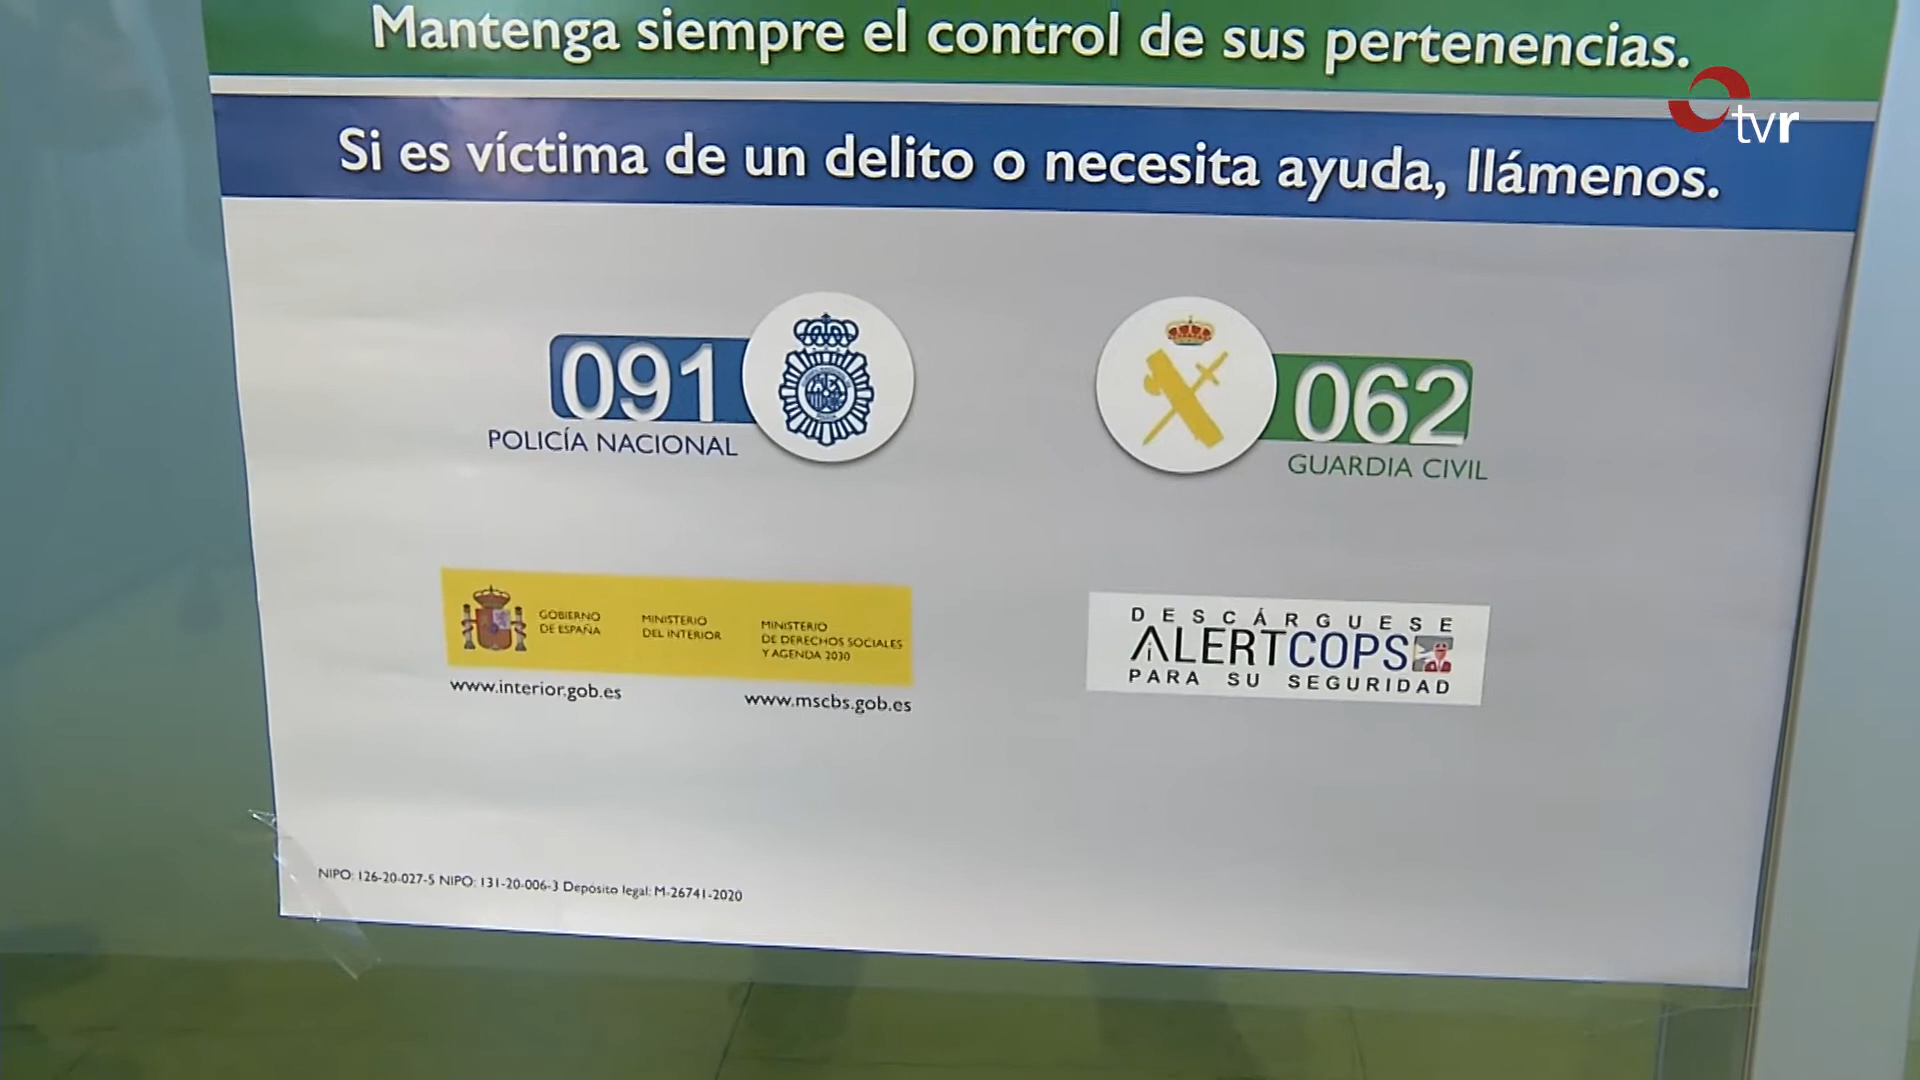 Mantenga siempre el control de sus pertenencias.
tvr
Si es víctima de un delito o necesita ayuda, llámenos.
091
POLICÍA NACIONAL
062
GUARDIA CIVIL
GOBIERNO
DE ESPAÑA
MINISTERIO
DEL INTERIOR
MINISTERIO
DE DERECHOS SOCIALES
Y AGENDA 2030
www.interior.gob.es
www.mscbs.gob.es
DESCÁRGUESE
ALERTCOPS
PARA SU SEGURIDAD
NIPO: 126-20-027-5 NIPO: 131-20-006-3 Depósito legal: M-26741-2020